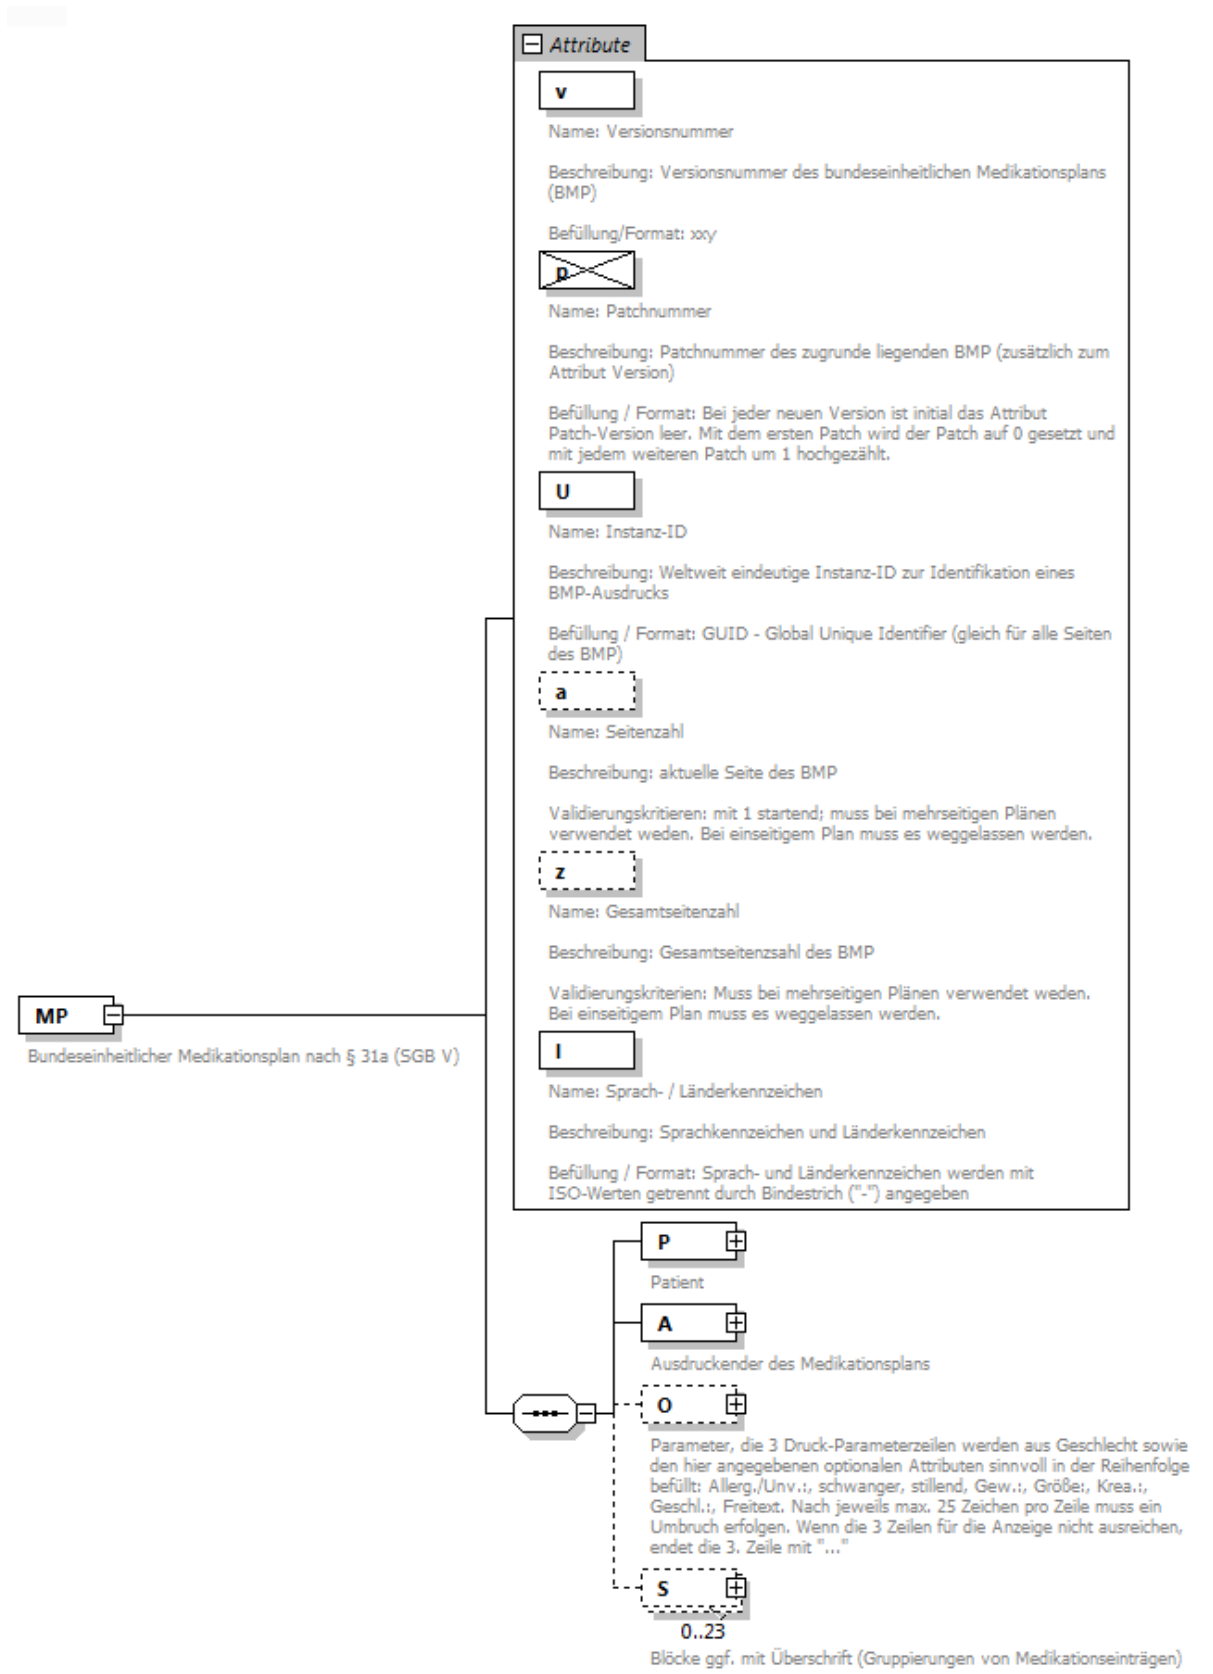 Attribute
v
Name: Versionsnummer
Beschreibung: Versionsnummer des bundeseinheitlichen Medikationsplans
(BMP)
Befüllung/Format: xxy
p
Name: Patchnummer
Beschreibung: Patchnummer des zugrunde liegenden BMP (zusätzlich zum
Attribut Version)
Befüllung / Format: Bei jeder neuen Version ist initial das Attribut
Patch-Version leer. Mit dem ersten Patch wird der Patch auf 0 gesetzt und
mit jedem weiteren Patch um 1 hochgezählt.
U
Name: Instanz-ID
Beschreibung: Weltweit eindeutige Instanz-ID zur Identifikation eines
BMP-Ausdrucks
Befüllung / Format: GUID - Global Unique Identifier (gleich für alle Seiten
des BMP)
a
Name: Seitenzahl
Beschreibung: aktuelle Seite des BMP
Validierungskritieren: mit 1 startend; muss bei mehrseitigen Plänen
verwendet weden. Bei einseitigem Plan muss es weggelassen werden.
z
Name: Gesamtseitenzahl
Beschreibung: Gesamtseitenzsahl des BMP
Validierungskriterien: Muss bei mehrseitigen Plänen verwendet weden.
Bei einseitigem Plan muss es weggelassen werden.
MP
Bundeseinheitlicher Medikationsplan nach § 31a (SGB V)
l
Name: Sprach- / Länderkennzeichen
Beschreibung: Sprachkennzeichen und Länderkennzeichen
Befüllung / Format: Sprach- und Länderkennzeichen werden mit
ISO-Werten getrennt durch Bindestrich ("-") angegeben
P
Patient
A
Ausdruckender des Medikationsplans
O
Parameter, die 3 Druck-Parameterzeilen werden aus Geschlecht sowie
den hier angegebenen optionalen Attributen sinnvoll in der Reihenfolge
befüllt: Allerg./Unv.:, schwanger, stillend, Gew.:, Größe:, Krea.:,
Geschl.:, Freitext. Nach jeweils max. 25 Zeichen pro Zeile muss ein
Umbruch erfolgen. Wenn die 3 Zeilen für die Anzeige nicht ausreichen,
endet die 3. Zeile mit "..."
S
0..23
Blöcke ggf. mit Überschrift (Gruppierungen von Medikationseinträgen)